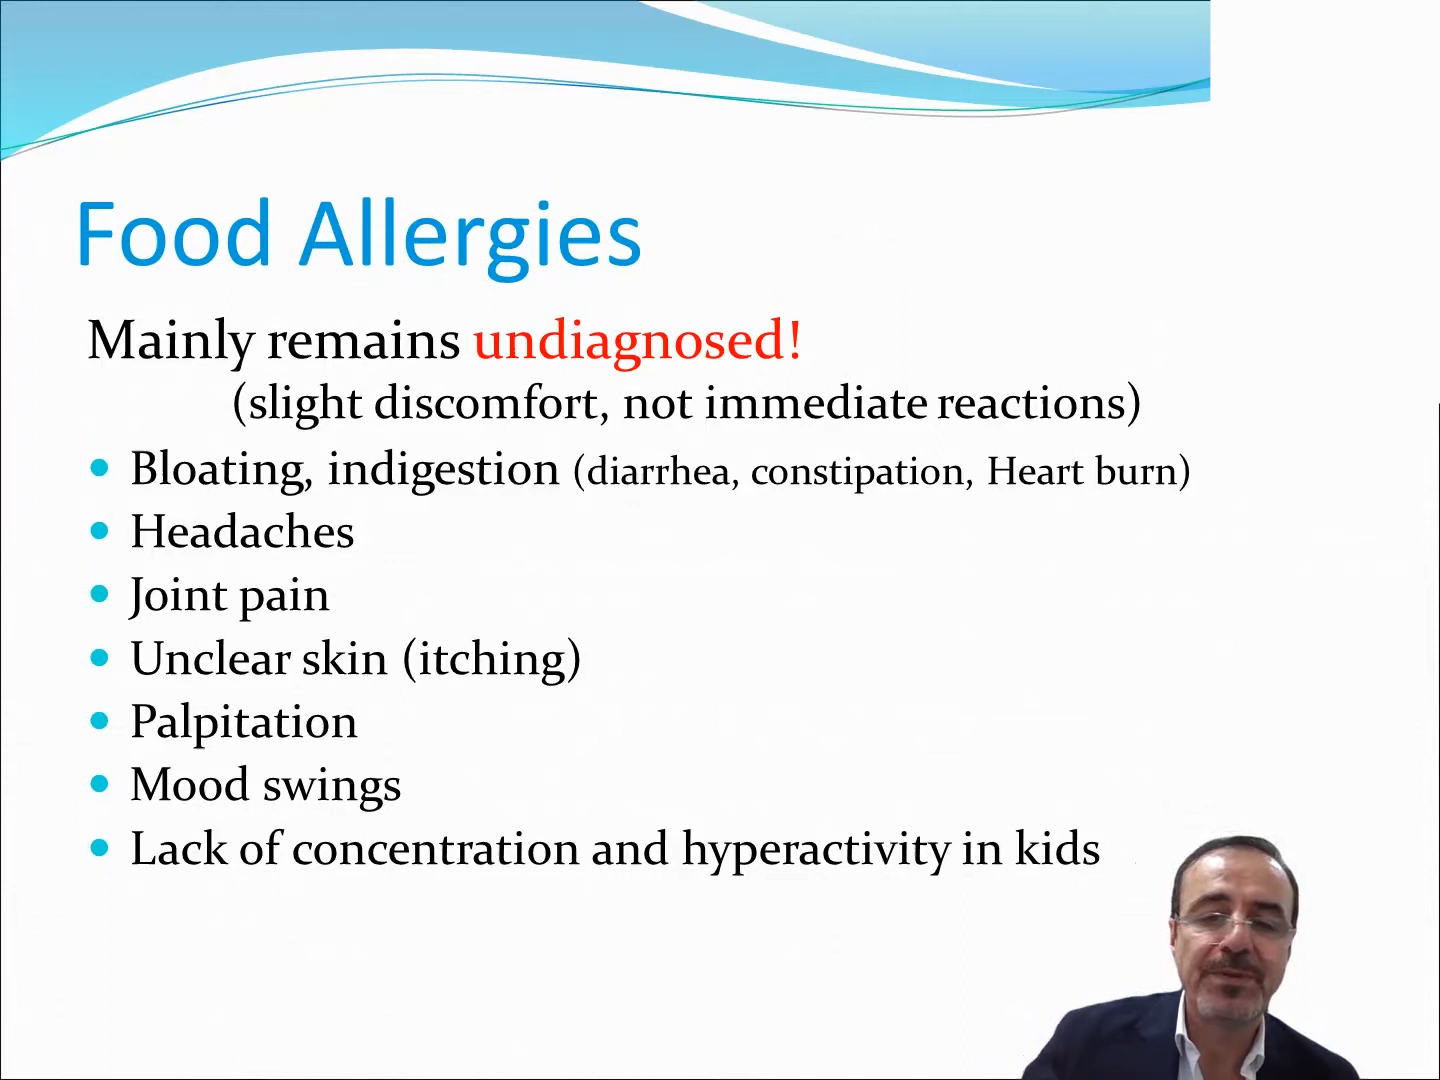 Food Allergies
Mainly remains undiagnosed!
(slight discomfort, not immediate reactions)
• Bloating, indigestion (diarrhea, constipation, Heart burn)
• Headaches
• Joint pain
• Unclear skin (itching)
• Palpitation
• Mood swings
• Lack of concentration and hyperactivity in kids